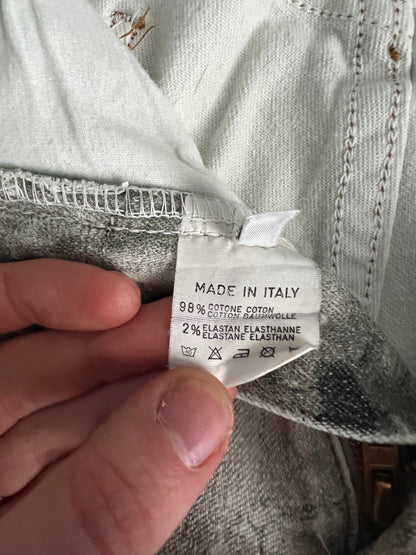 MADE IN ITALY
98% COTONE COTON
COTTON BAUMWOLLE
2% ELASTAN ELASTHANNE
ELASTANE ELASTHAN